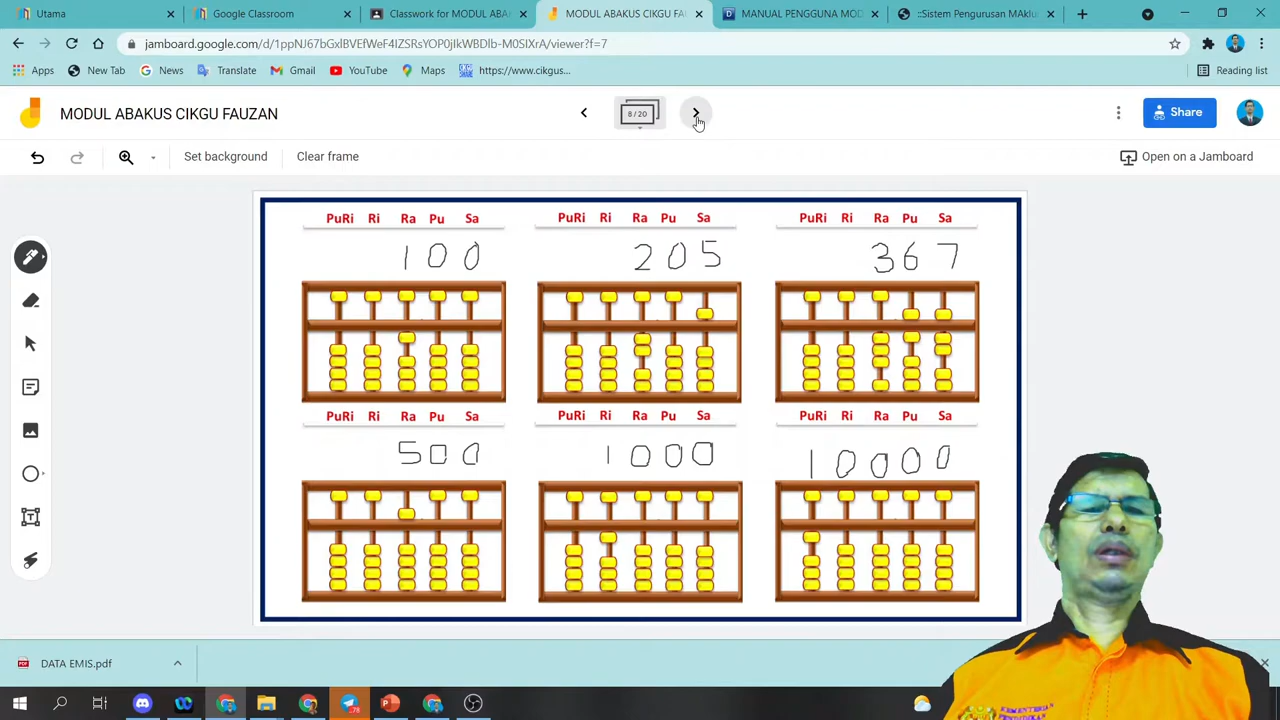 Utama
Google Classroom
Classwork for MODUL ABA
MODUL ABAKUS CIKGU FAU
MANUAL PENGGUNA MOD
::Sistem Pengurusan MAklu
jamboard.google.com/d/1ppNJ67bGxlBVEfWeF4IZSRsYOP0jIkWBDlb-M0SIXrA/viewer?f=7
Apps
New Tab
News
Translate
Gmail
YouTube
Maps
https://www.cikgus...
Reading list
MODUL ABAKUS CIKGU FAUZAN
8/20
Share
Set background
Clear frame
Open on a Jamboard
PuRi Ri Ra Pu Sa
PuRi Ri Ra Pu Sa
PuRi Ri Ra Pu Sa
100
205
367
PuRi Ri Ra Pu Sa
PuRi Ri Ra Pu Sa
PuRi Ri Ra Pu Sa
500
1000
10000
DATA EMIS.pdf
78